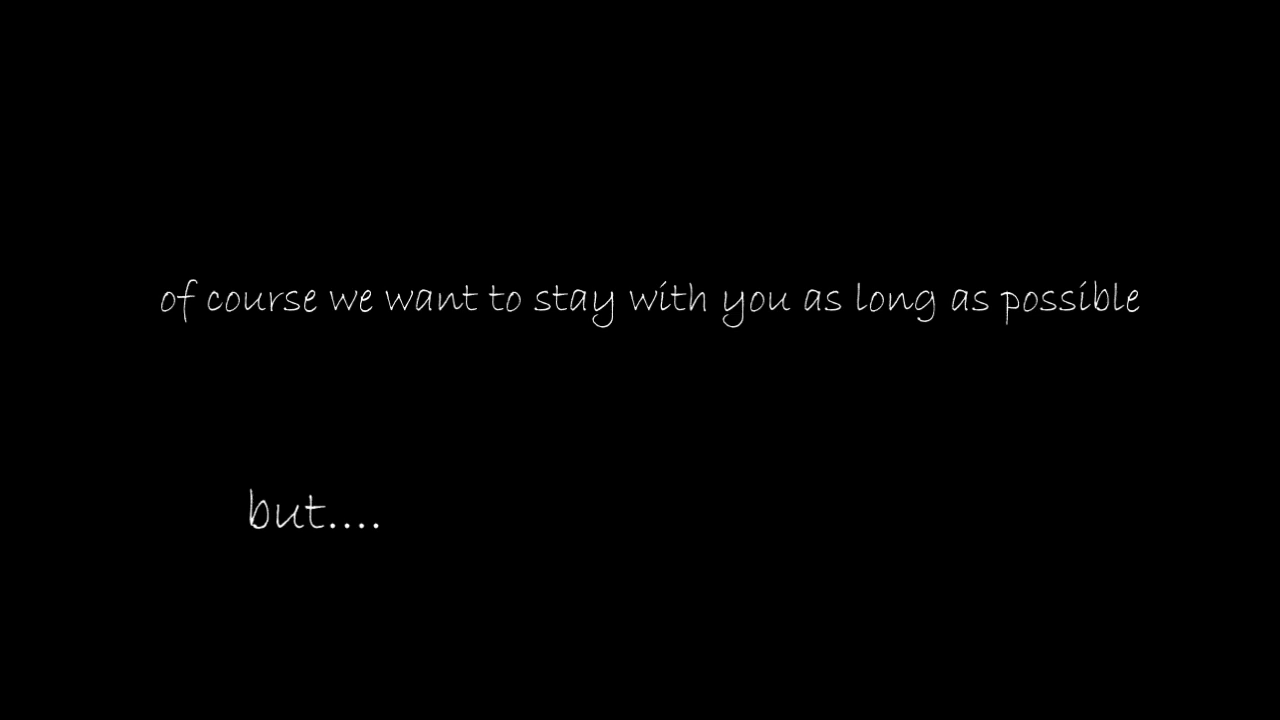 of course we want to stay with you as long as possible
but....